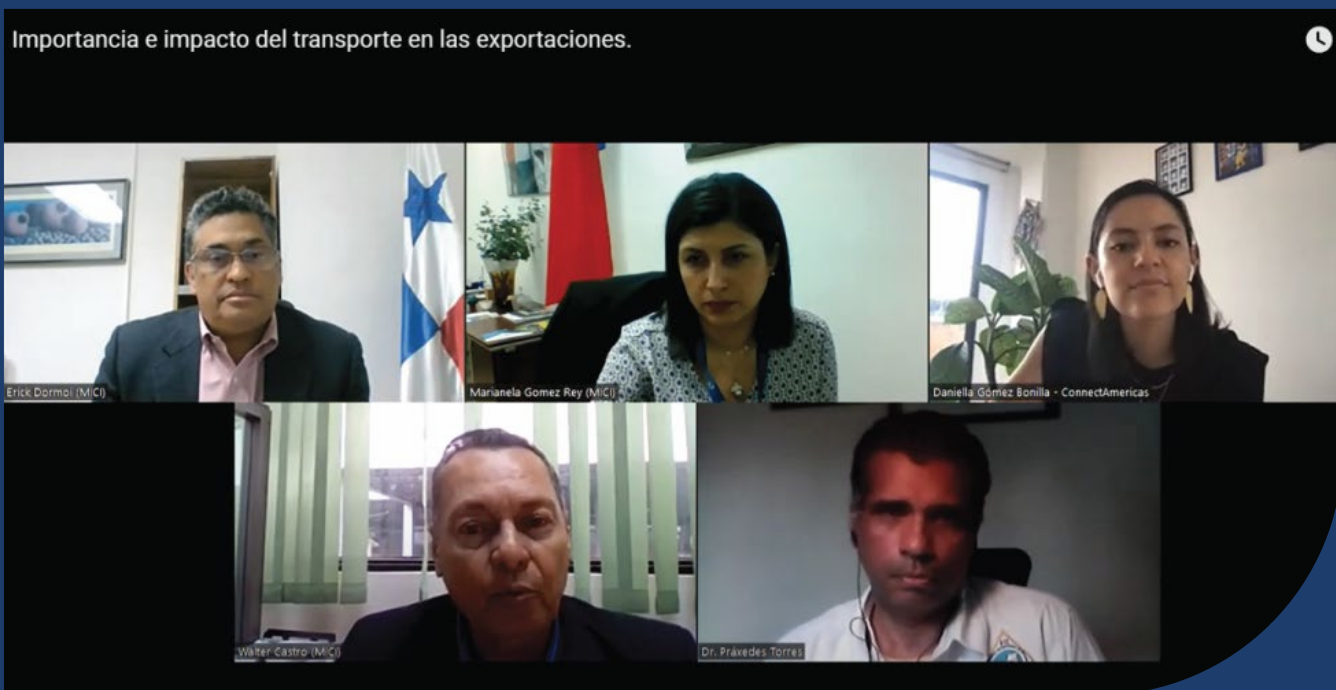 Importancia e impacto del transporte en las exportaciones.
Erick Dormoi (MICI)
Marianela Gomez Rey (MICI)
Daniella Gómez Bonilla - ConnectAmericas
Walter Castro (MICI)
Dr. Práxedes Torres